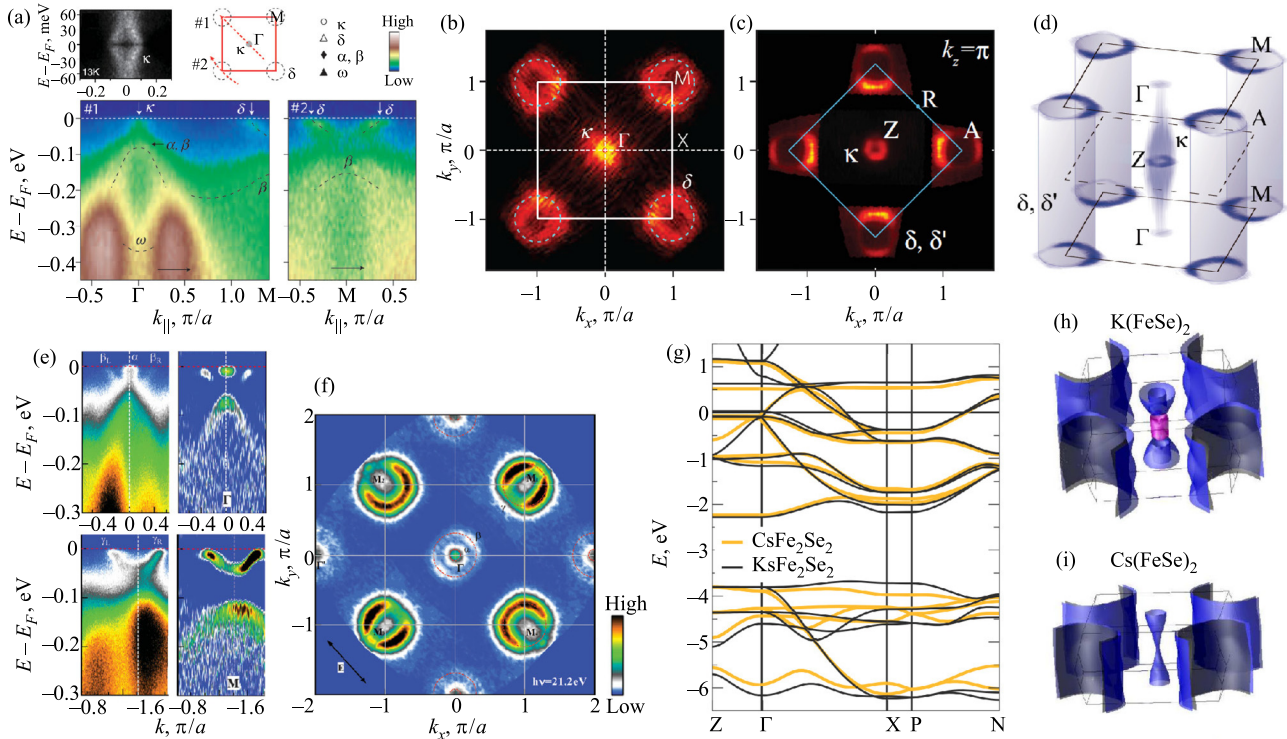 (a)
E − E_F, meV
60
30
0
−30
−60
13K
κ
−0.2
0
0.2
#1
M
κ
Γ
#2
δ
κ
δ
α, β
ω
High
Low
#1
κ
δ
α, β
β
ω
#2
δ
δ
β
E − E_F, eV
0
−0.1
−0.2
−0.3
−0.4
−0.5
Γ
0.5
1.0
M
k||, π/a
−0.5
M
0.5
k||, π/a
(b)
k_y, π/a
1
0
−1
M
κ
Γ
X
δ
−1
0
1
k_x, π/a
(c)
k_z = π
1
0
−1
R
Z
A
κ
δ, δ'
−1
0
1
k_x, π/a
(d)
M
Γ
A
κ
Z
M
δ, δ'
Γ
(e)
β_L
α
β_R
E − E_F, eV
0
−0.1
−0.2
−0.3
−0.4
0
0.4
−0.4
0
0.4
Γ
γ_L
γ_R
E − E_F, eV
0
−0.1
−0.2
−0.3
−0.8
−1.6
−0.8
−1.6
M
k, π/a
(f)
k_y, π/a
2
1
0
−1
−2
−1
0
1
2
β
α
Γ
E
hν=21.2eV
k_x, π/a
High
Low
(g)
E, eV
1
0
−1
−2
−3
−4
−5
−6
CsFe2Se2
KsFe2Se2
Z
Γ
X
P
N
(h)
K(FeSe)2
(i)
Cs(FeSe)2